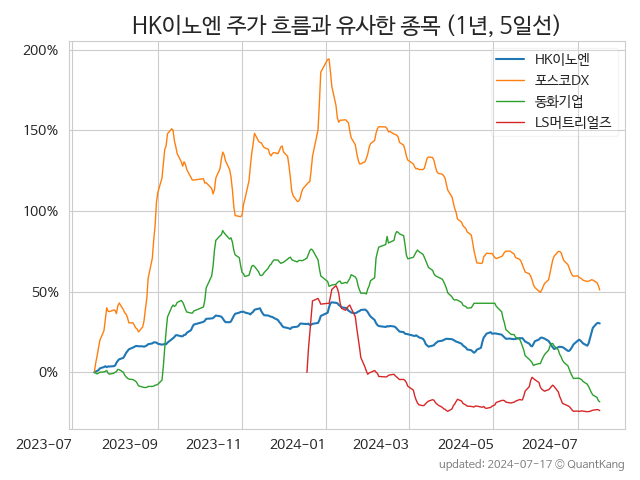 HK이노엔 주가 흐름과 유사한 종목 (1년, 5일선)
200%
150%
100%
50%
0%
HK이노엔
포스코DX
동화기업
LS머트리얼즈
2023-07 2023-09 2023-11 2024-01 2024-03 2024-05 2024-07
updated: 2024-07-17 © QuantKang